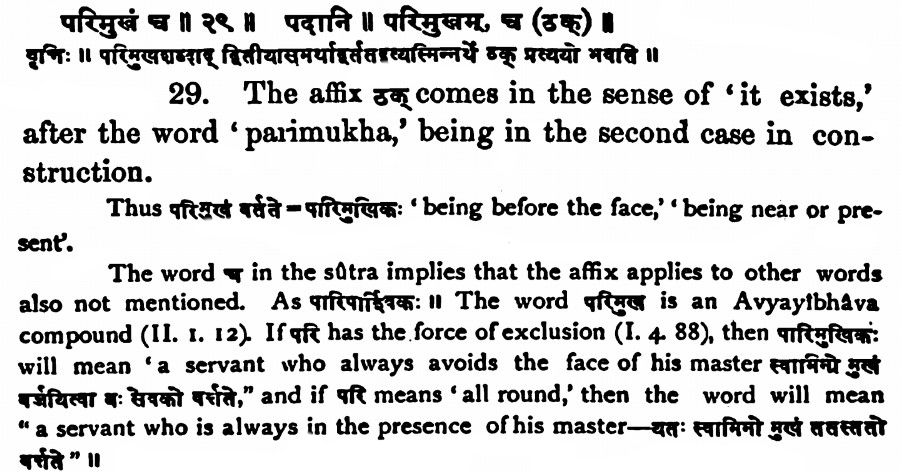 परिमुखं च ॥ २९ ॥ पदानि ॥ परिमुखम्, च (ठक्) ॥
वृत्तिः ॥ परिमुखशब्दाद् द्वितीयासमर्थाद्वर्ततइत्यस्मिन्नर्थे ठक् प्रत्ययो भवति ॥
29. The affix ठक् comes in the sense of ‘it exists,’
after the word ‘parimukha,’ being in the second case in con-
struction.
Thus परिमुखं वर्त्तते = पारिमुखिकः ‘being before the face,’ ‘being near or pre-
sent’.
The word च in the sûtra implies that the affix applies to other words
also not mentioned. As पारिपार्श्विकः ॥ The word परिमुख is an Avyayîbhâva
compound (II. 1. 12). If परि has the force of exclusion (I. 4. 88), then पारिमुखिकः
will mean ‘a servant who always avoids the face of his master स्वामिनो मुखं
वर्जयित्वा यः सेवको वर्त्तते,” and if परि means ‘all round,’ then the word will mean
“a servant who is always in the presence of his master—यतः स्वामिनो मुखं ततस्ततो
वर्त्तते” ॥